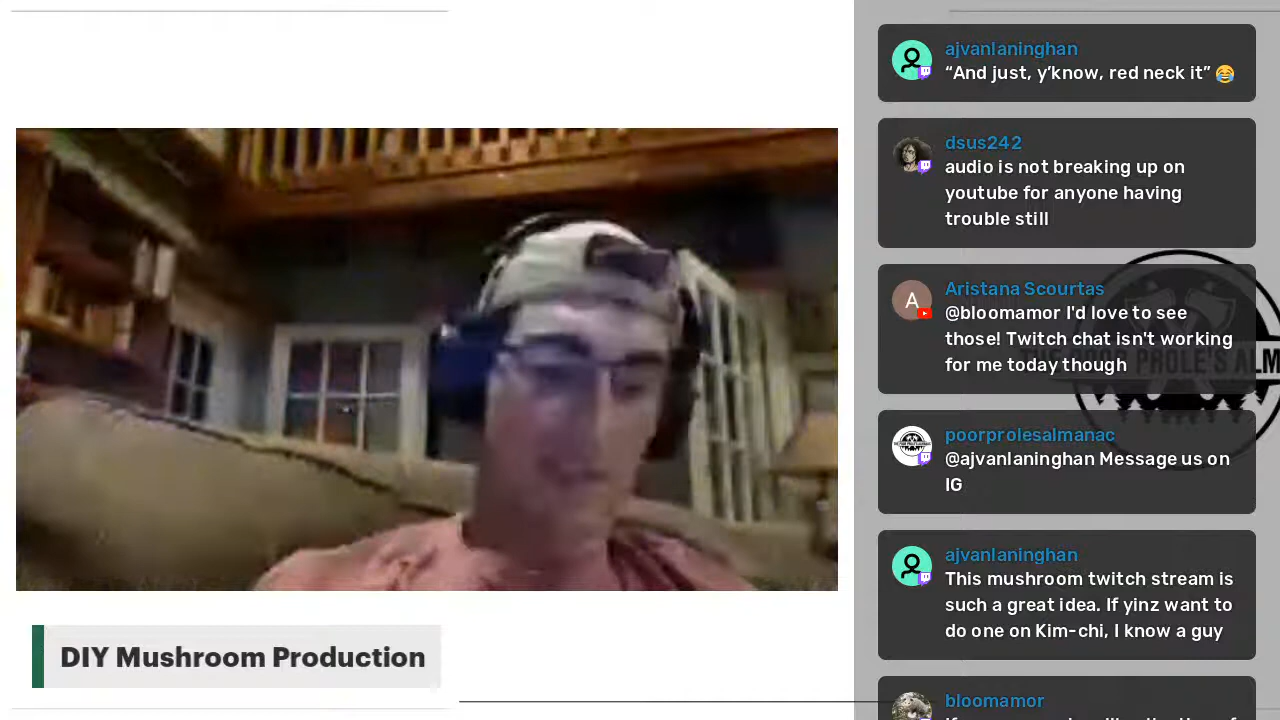 ajvanlaninghan
“And just, y’know, red neck it” 😂
dsus242
audio is not breaking up on
youtube for anyone having
trouble still
Aristana Scourtas
A
@bloomamor I'd love to see
those! Twitch chat isn't working
for me today though
PROLE'S ALM
poorprolesalmanac
@ajvanlaninghan Message us on
IG
ajvanlaninghan
This mushroom twitch stream is
such a great idea. If yinz want to
do one on Kim-chi, I know a guy
bloomamor
DIY Mushroom Production